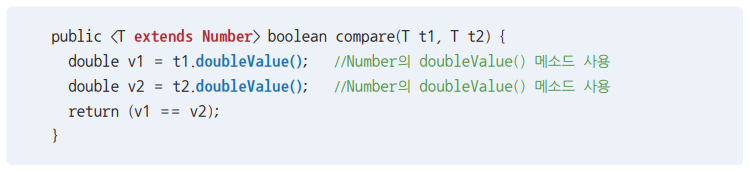 public <T extends Number> boolean compare(T t1, T t2) {
double v1 = t1.doubleValue(); //Number의 doubleValue() 메소드 사용
double v2 = t2.doubleValue(); //Number의 doubleValue() 메소드 사용
return (v1 == v2);
}